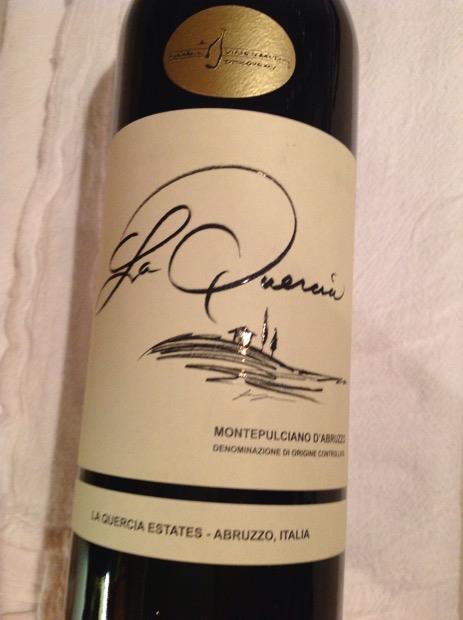 La Quercia
MONTEPULCIANO D'ABRUZZO
DENOMINAZIONE DI ORIGINE CONTROLLATA
LA QUERCIA ESTATES - ABRUZZO, ITALIA